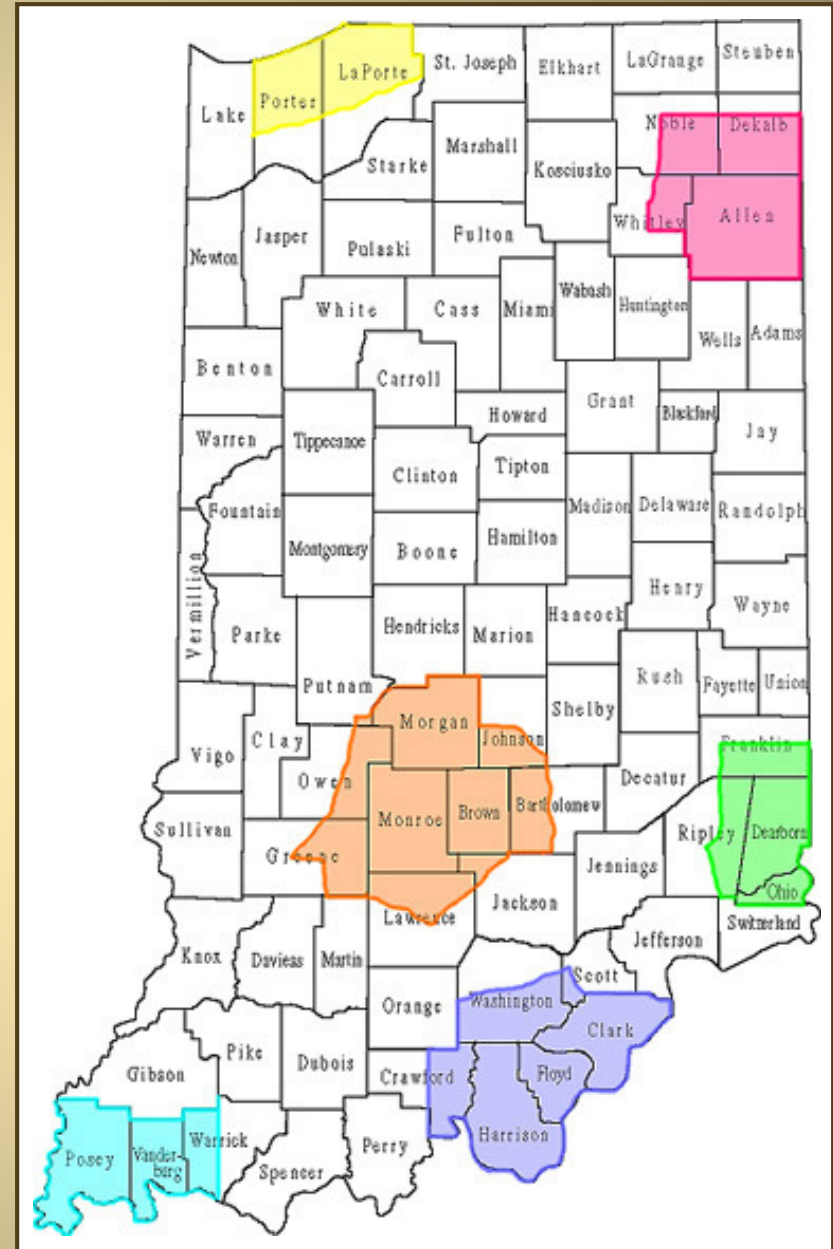 St. Joseph
Elkhart
LaGrange
Steuben
LaPorte
Porter
Lake
Noble
Dekalb
Marshall
Starke
Kosciusko
Whitley
Allen
Newton
Jasper
Pulaski
Fulton
White
Cass
Miami
Wabash
Huntington
Wells
Adams
Benton
Carroll
Howard
Grant
Blackford
Jay
Warren
Tippecanoe
Clinton
Tipton
Fountain
Madison
Delaware
Randolph
Montgomery
Boone
Hamilton
Vermillion
Parke
Hendricks
Marion
Hancock
Henry
Wayne
Putnam
Rush
Fayette
Union
Shelby
Morgan
Johnson
Vigo
Clay
Owen
Franklin
Decatur
Sullivan
Monroe
Brown
Bartholomew
Ripley
Dearborn
Greene
Jennings
Ohio
Jackson
Lawrence
Switzerland
Jefferson
Knox
Daviess
Martin
Scott
Orange
Washington
Clark
Gibson
Pike
Dubois
Crawford
Floyd
Harrison
Posey
Vander-
burg
Warrick
Spencer
Perry